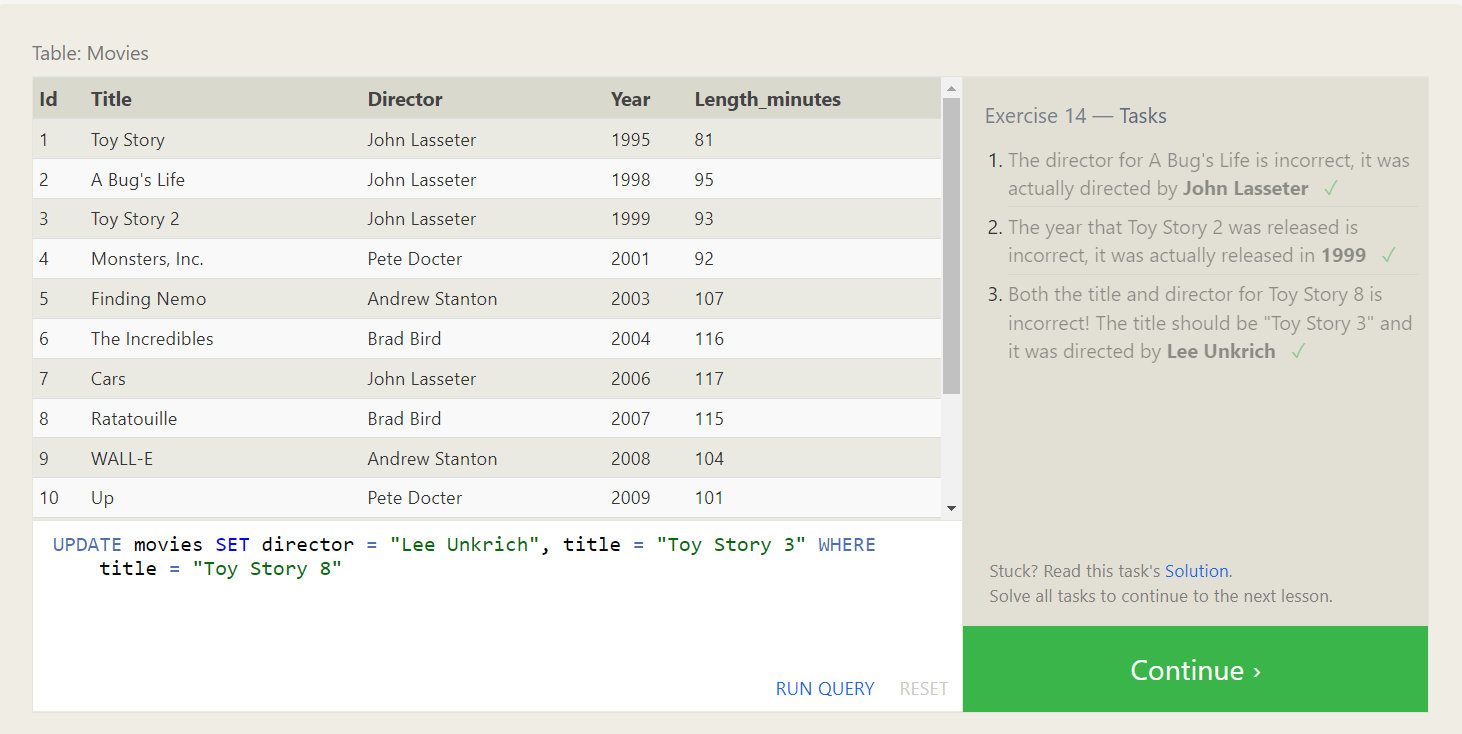 Table: Movies
Id Title Director Year Length_minutes
1 Toy Story John Lasseter 1995 81
2 A Bug's Life John Lasseter 1998 95
3 Toy Story 2 John Lasseter 1999 93
4 Monsters, Inc. Pete Docter 2001 92
5 Finding Nemo Andrew Stanton 2003 107
6 The Incredibles Brad Bird 2004 116
7 Cars John Lasseter 2006 117
8 Ratatouille Brad Bird 2007 115
9 WALL-E Andrew Stanton 2008 104
10 Up Pete Docter 2009 101
UPDATE movies SET director = "Lee Unkrich", title = "Toy Story 3" WHERE
title = "Toy Story 8"
RUN QUERY RESET
Exercise 14 — Tasks
1. The director for A Bug's Life is incorrect, it was
actually directed by John Lasseter ✓
2. The year that Toy Story 2 was released is
incorrect, it was actually released in 1999 ✓
3. Both the title and director for Toy Story 8 is
incorrect! The title should be "Toy Story 3" and
it was directed by Lee Unkrich ✓
Stuck? Read this task's Solution.
Solve all tasks to continue to the next lesson.
Continue ›